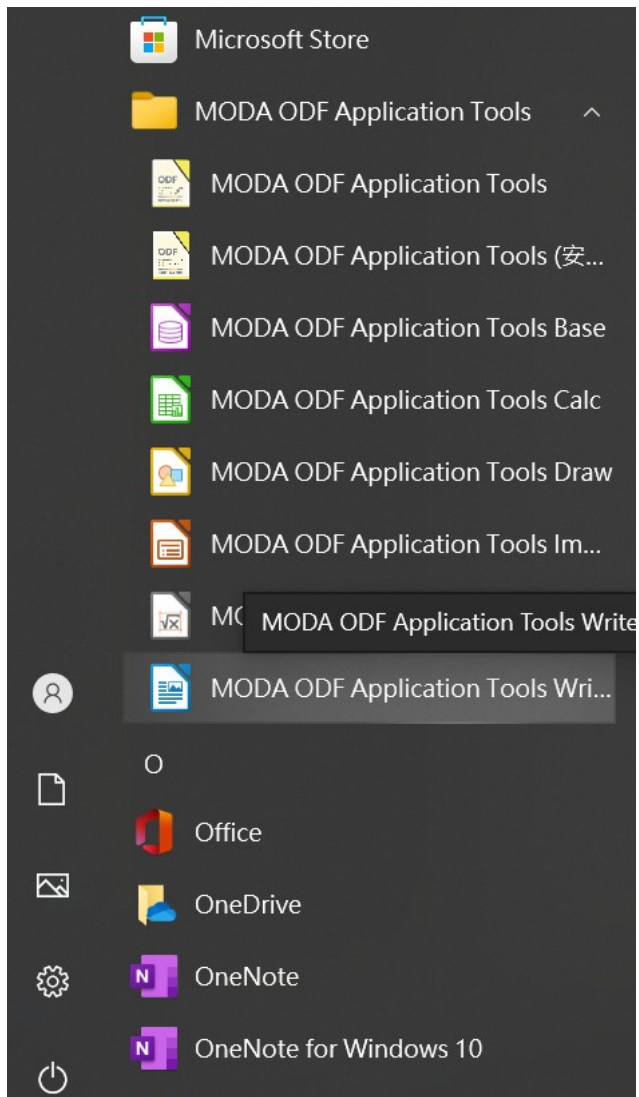 Microsoft Store
MODA ODF Application Tools
ODF
MODA ODF Application Tools
ODF
MODA ODF Application Tools (安...
MODA ODF Application Tools Base
MODA ODF Application Tools Calc
MODA ODF Application Tools Draw
MODA ODF Application Tools Im...
MODA ODF Application Tools Write
MODA ODF Application Tools Wri...
O
Office
OneDrive
N OneNote
N OneNote for Windows 10